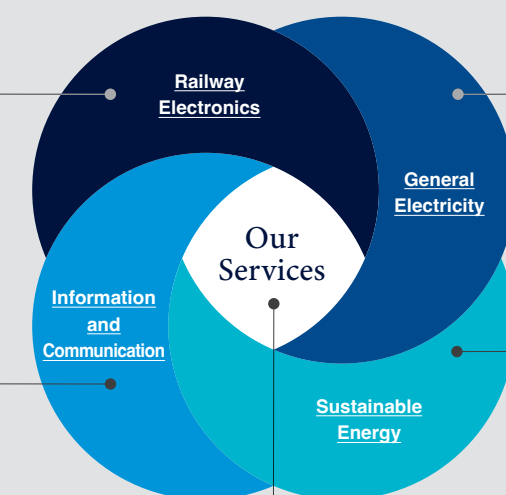 Railway
Electronics
General
Electricity
Our
Services
Information
and
Communication
Sustainable
Energy